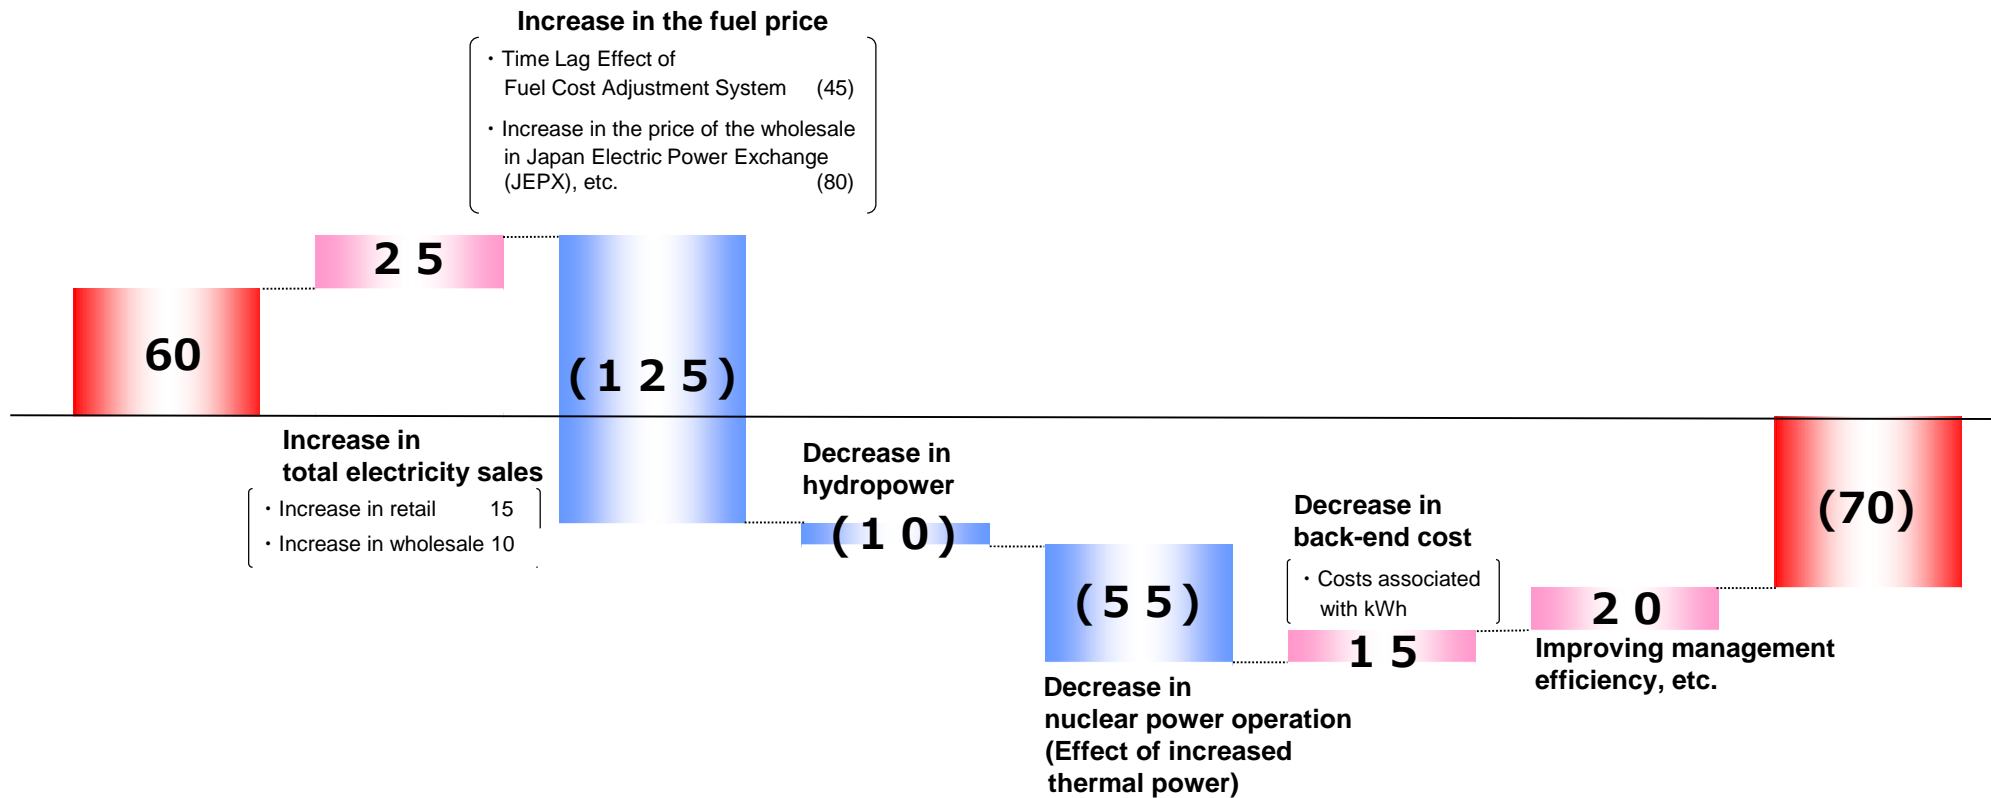 Increase in the fuel price
・Time Lag Effect of
Fuel Cost Adjustment System (45)
・Increase in the price of the wholesale
in Japan Electric Power Exchange
(JEPX), etc. (80)
60
25
(125)
Increase in
total electricity sales
・Increase in retail 15
・Increase in wholesale 10
Decrease in
hydropower
(10)
(55)
Decrease in
nuclear power operation
(Effect of increased
thermal power)
Decrease in
back-end cost
・Costs associated
with kWh
15
20
Improving management
efficiency, etc.
(70)